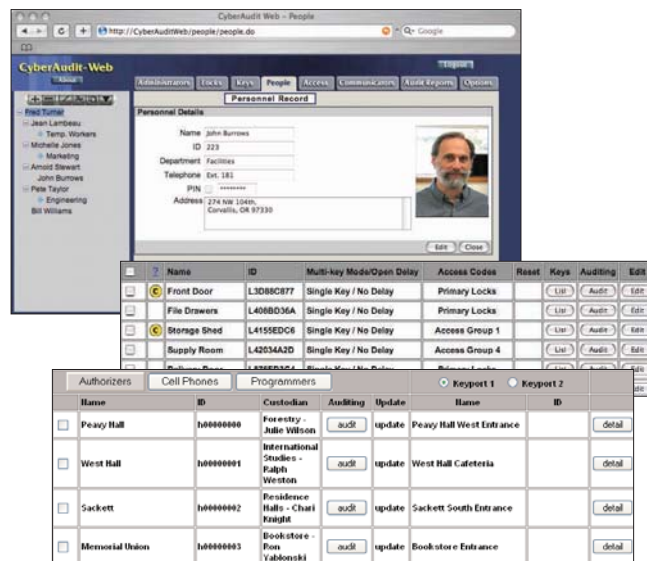 CyberAudit Web – People
http://CyberAuditWeb/people/people.do
Google
CyberAudit-Web
About
Logout
Administrators Locks Keys People Access Communicators Audit Reports Options
Personnel Record
Fred Turner
Jean Lambeau
Temp. Workers
Michelle Jones
Marketing
Arnold Stewart
John Burrows
Pete Taylor
Engineering
Bill Williams
Personnel Details
Name John Burrows
ID 223
Department Facilities
Telephone Ext. 181
PIN ********
Address 274 NW 104th,
Corvallis, OR 97330
Edit Close
? Name ID Multi-key Mode/Open Delay Access Codes Reset Keys Auditing Edit
C Front Door L3D88C877 Single Key / No Delay Primary Locks List Audit Edit
File Drawers L408BD36A Single Key / No Delay Primary Locks List Audit Edit
C Storage Shed L4155EDC6 Single Key / No Delay Access Group 1 List Audit Edit
Supply Room L42034A2D Single Key / No Delay Access Group 4 List Audit Edit
Authorizers Cell Phones Programmers Keyport 1 Keyport 2
Name ID Custodian Auditing Update Name ID
Peavy Hall h00000000 Forestry - Julie Wilson audit update Peavy Hall West Entrance detail
West Hall h00000001 International Studies - Ralph Weston audit update West Hall Cafeteria detail
Sackett h00000002 Residence Halls - Chari Knight audit update Sackett South Entrance detail
Memorial Union h00000003 Bookstore - Ron Yablonski audit update Bookstore Entrance detail